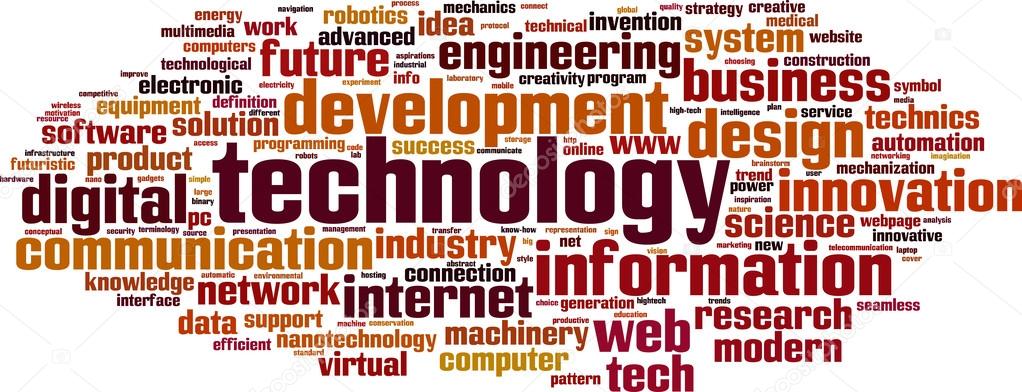 navigation process mechanics connect global quality strategy creative
energy robotics idea protocol technical invention medical
multimedia work advanced system website
computers future aspirations engineering choosing construction
technological industrial info laboratory creativity program business symbol
improve electronic electricity experiment mobile media
competitive equipment definition development high-tech plan service technics
wireless motivation different intelligence
resource software solution storage http www design automation
access programming code success online networking imagination
infrastructure product robots lab communicate brainstorm
futuristic technology trend user mechanization
hardware nano gadgets simple power innovation
digital large binary inspiration
pc nature science webpage analysis
conceptual security terminology source presentation management transfer know-how representation sign innovative
communication industry big net marketing new telecommunication laptop
style vision cover
abstract information
knowledge automatic environmental hosting connection
interface network internet choice generation hightech trends seamless
education research
data support machine conservation productive web
efficient nanotechnology machinery modern
standard virtual computer tech
pattern